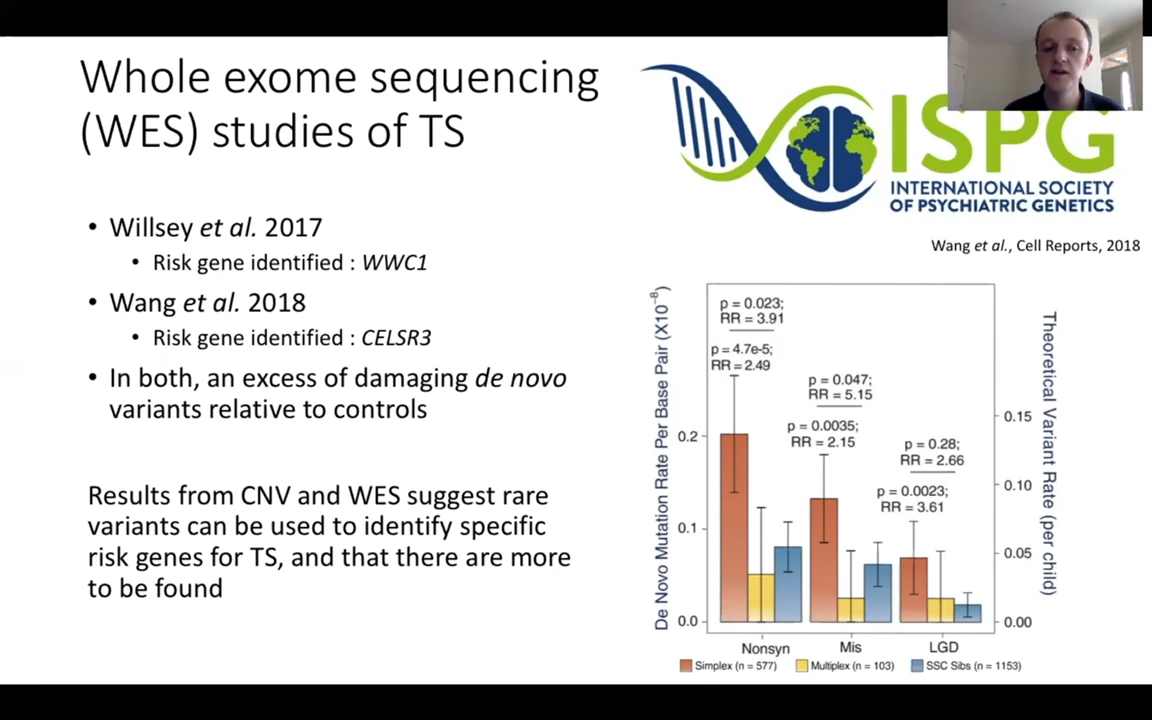 Whole exome sequencing
(WES) studies of TS
• Willsey et al. 2017
• Risk gene identified : WWC1
• Wang et al. 2018
• Risk gene identified : CELSR3
• In both, an excess of damaging de novo
variants relative to controls
Results from CNV and WES suggest rare
variants can be used to identify specific
risk genes for TS, and that there are more
to be found
ISPG
INTERNATIONAL SOCIETY
OF PSYCHIATRIC GENETICS
Wang et al., Cell Reports, 2018
De Novo Mutation Rate Per Base Pair (X10⁻⁸)
0.2
0.1
0.0
p = 0.023;
RR = 3.91
p = 4.7e-5;
RR = 2.49
p = 0.047;
RR = 5.15
p = 0.0035;
RR = 2.15
p = 0.28;
RR = 2.66
p = 0.0023;
RR = 3.61
0.15
0.10
0.05
0.00
Theoretical Variant Rate (per child)
Nonsyn Mis LGD
Simplex (n = 577) Multiplex (n = 103) SSC Sibs (n = 1153)